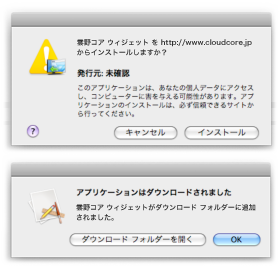 雲野コア ウィジェット を http://www.cloudcore.jp
からインストールしますか？
発行元: 未確認
このアプリケーションは、あなたの個人データにアクセス
し、コンピューターに害を与える可能性があります。アプ
リケーションのインストールは、必ず信頼できるサイトか
ら行ってください。
?
キャンセル
インストール
アプリケーションはダウンロードされました
雲野コア ウィジェットがダウンロード フォルダーに追加
されました。
ダウンロード フォルダーを開く
OK